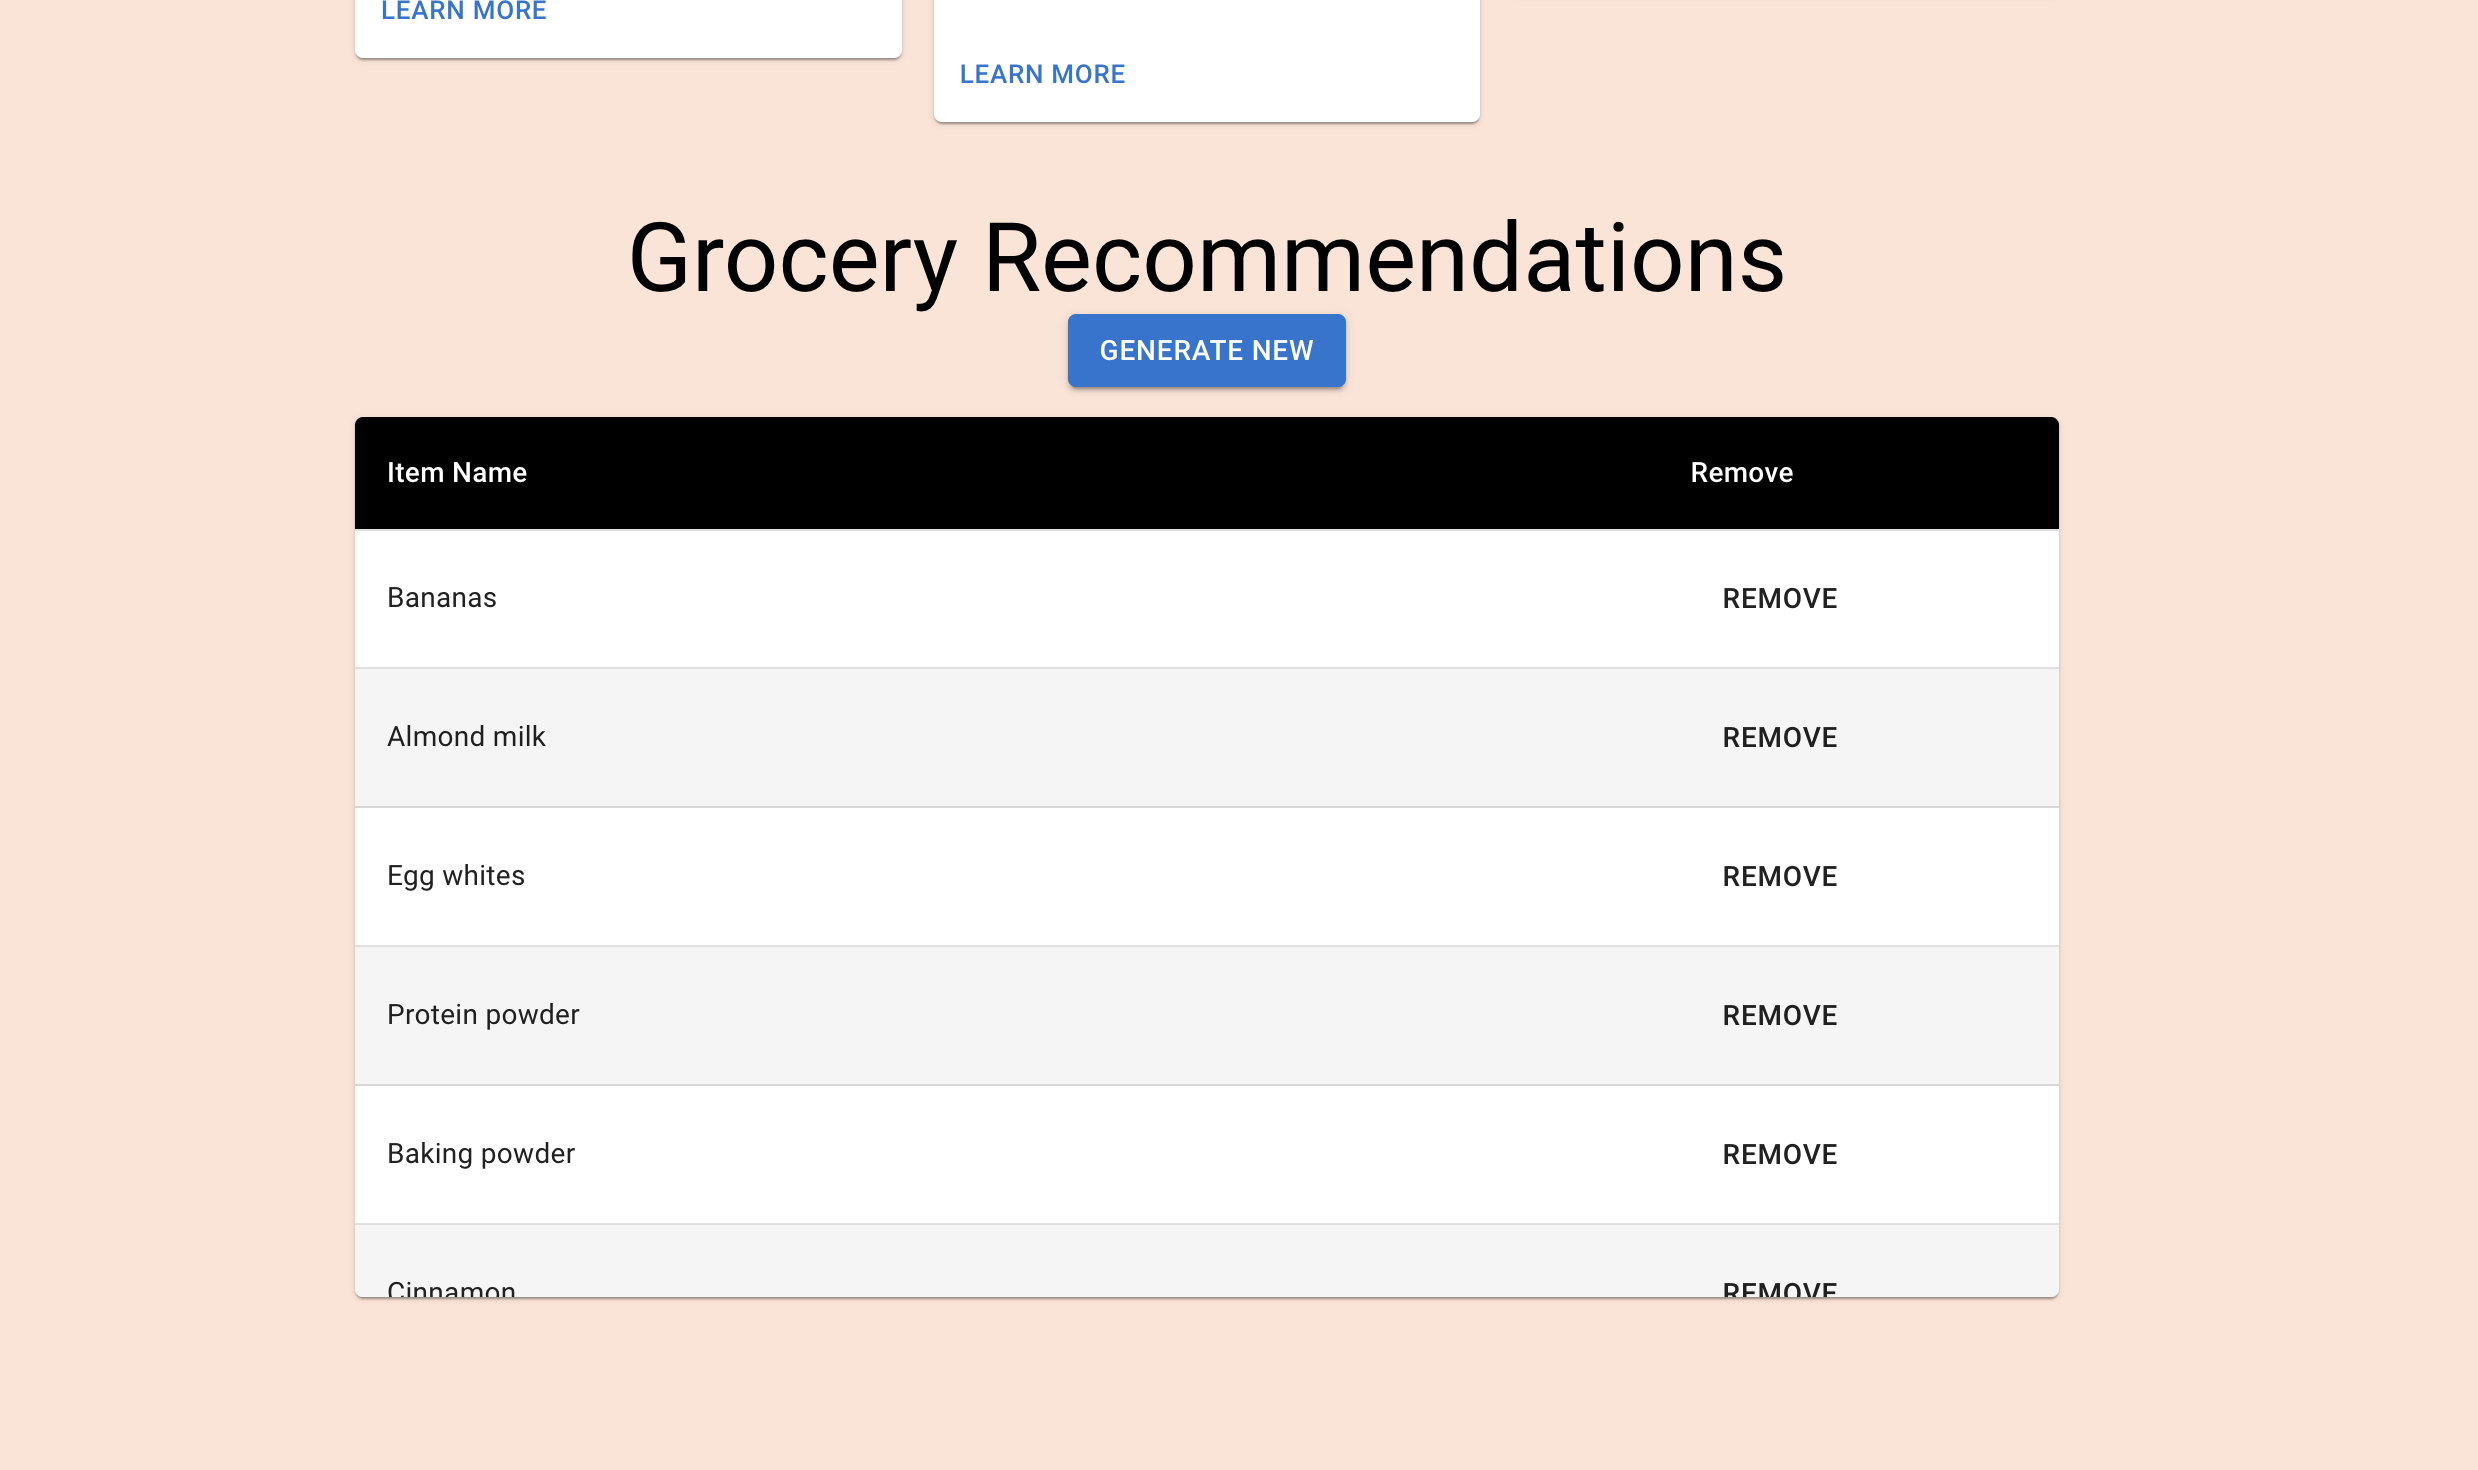 LEARN MORE
LEARN MORE
Grocery Recommendations
GENERATE NEW
Item Name Remove
Bananas REMOVE
Almond milk REMOVE
Egg whites REMOVE
Protein powder REMOVE
Baking powder REMOVE
Cinnamon REMOVE